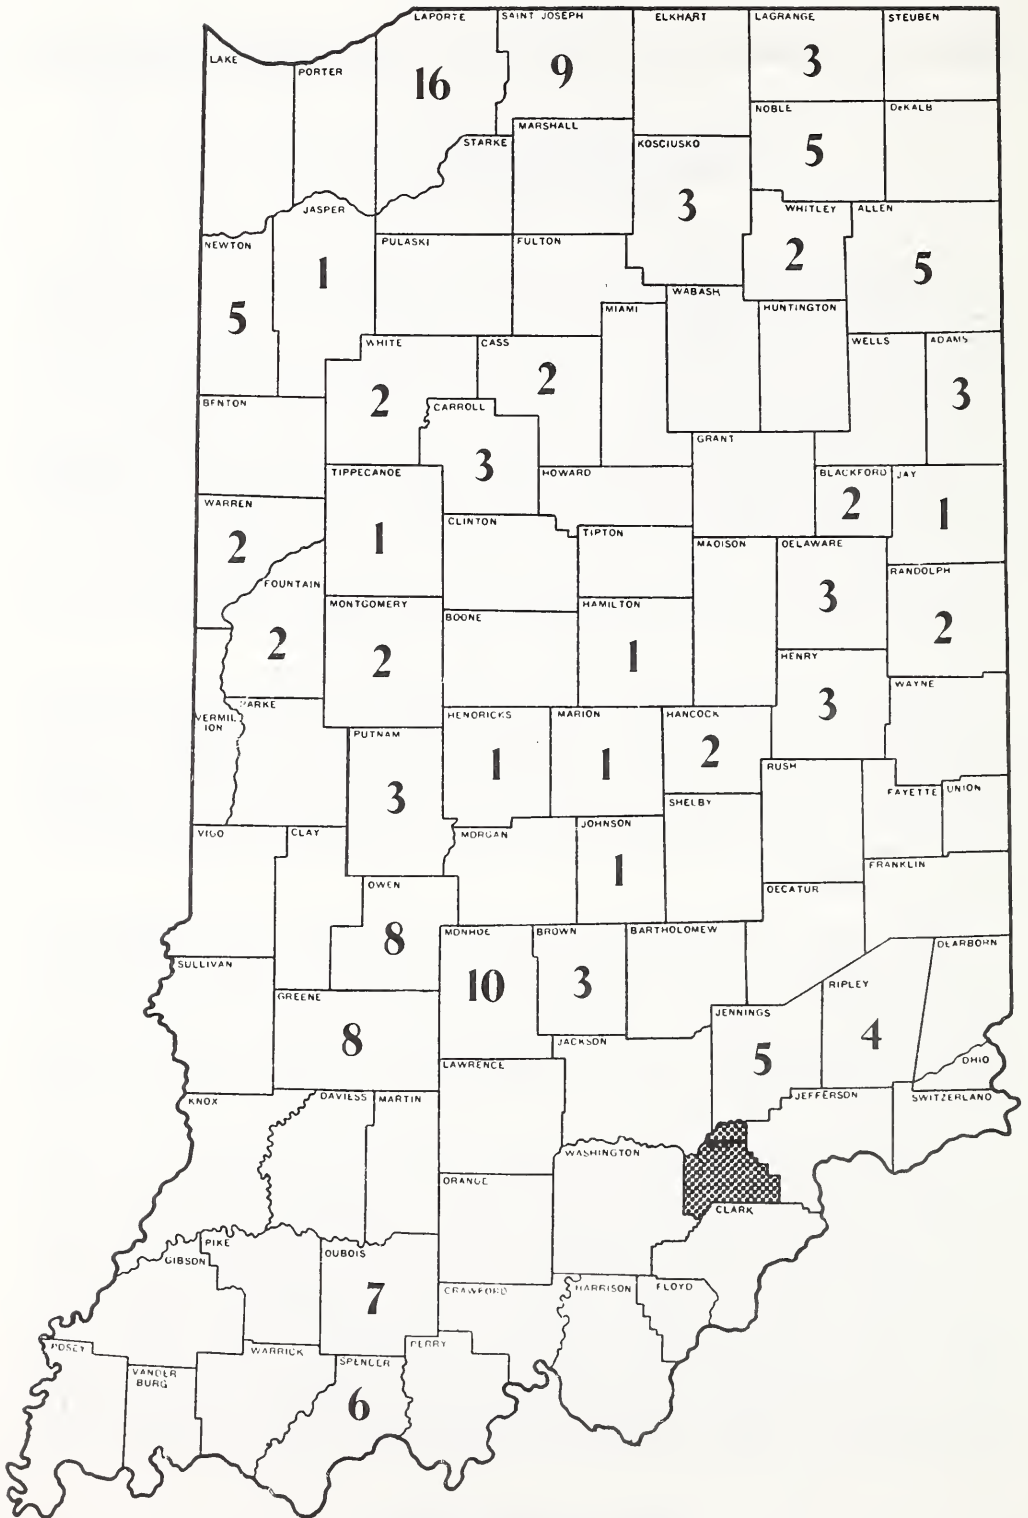 LAPORTE
SAINT JOSEPH
ELKHART
LAGRANGE
STEUBEN
LAKE
PORTER
16
9
3
NOBLE
DeKALB
MARSHALL
STARKE
KOSCIUSKO
5
3
JASPER
WHITLEY
ALLEN
NEWTON
PULASKI
FULTON
2
1
5
5
WABASH
MIAMI
HUNTINGTON
WHITE
CASS
WELLS
ADAMS
2
2
3
BENTON
CARROLL
GRANT
3
TIPPECANOE
HOWARD
BLACKFORD
JAY
WARREN
2
1
CLINTON
TIPTON
1
2
MADISON
DELAWARE
RANDOLPH
FOUNTAIN
MONTGOMERY
HAMILTON
3
BOONE
2
2
2
1
HENRY
WAYNE
PARKE
VERMIL
ION
HENDRICKS
MARION
HANCOCK
3
PUTNAM
1
1
2
RUSH
3
SHELBY
FAYETTE
UNION
VIGO
CLAY
MORGAN
JOHNSON
FRANKLIN
1
OWEN
DECATUR
8
MONROE
BROWN
BARTHOLOMEW
DEARBORN
SULLIVAN
10
3
GREENE
JENNINGS
RIPLEY
8
JACKSON
5
4
OHIO
LAWRENCE
KNOX
DAVIESS
MARTIN
JEFFERSON
SWITZERLAND
WASHINGTON
ORANGE
CLARK
PIKE
GIBSON
DUBOIS
CRAWFORD
HARRISON
FLOYD
7
POSEY
WARRICK
PERRY
VANDER
BURG
SPENCER
6